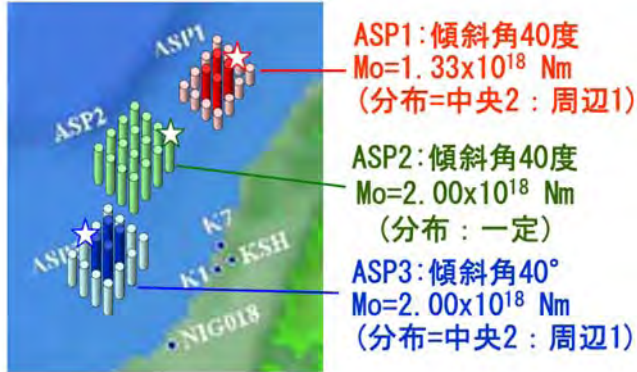 ASP1
ASP2
ASP
K7
KSH
K1
NIG018
ASP1:傾斜角40度
Mo=1.33x10¹⁸ Nm
(分布=中央2：周辺1)
ASP2:傾斜角40度
Mo=2.00x10¹⁸ Nm
(分布：一定)
ASP3:傾斜角40°
Mo=2.00x10¹⁸ Nm
(分布=中央2：周辺1)